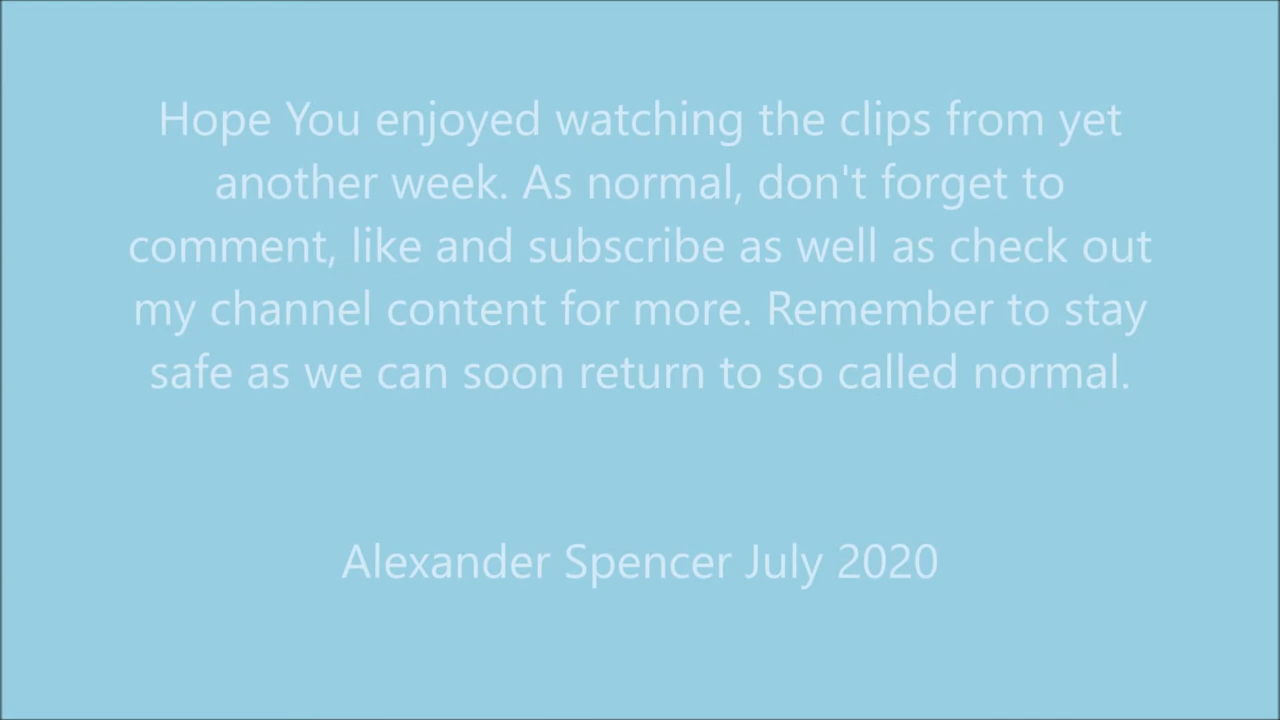 Hope You enjoyed watching the clips from yet
another week. As normal, don't forget to
comment, like and subscribe as well as check out
my channel content for more. Remember to stay
safe as we can soon return to so called normal.
Alexander Spencer July 2020